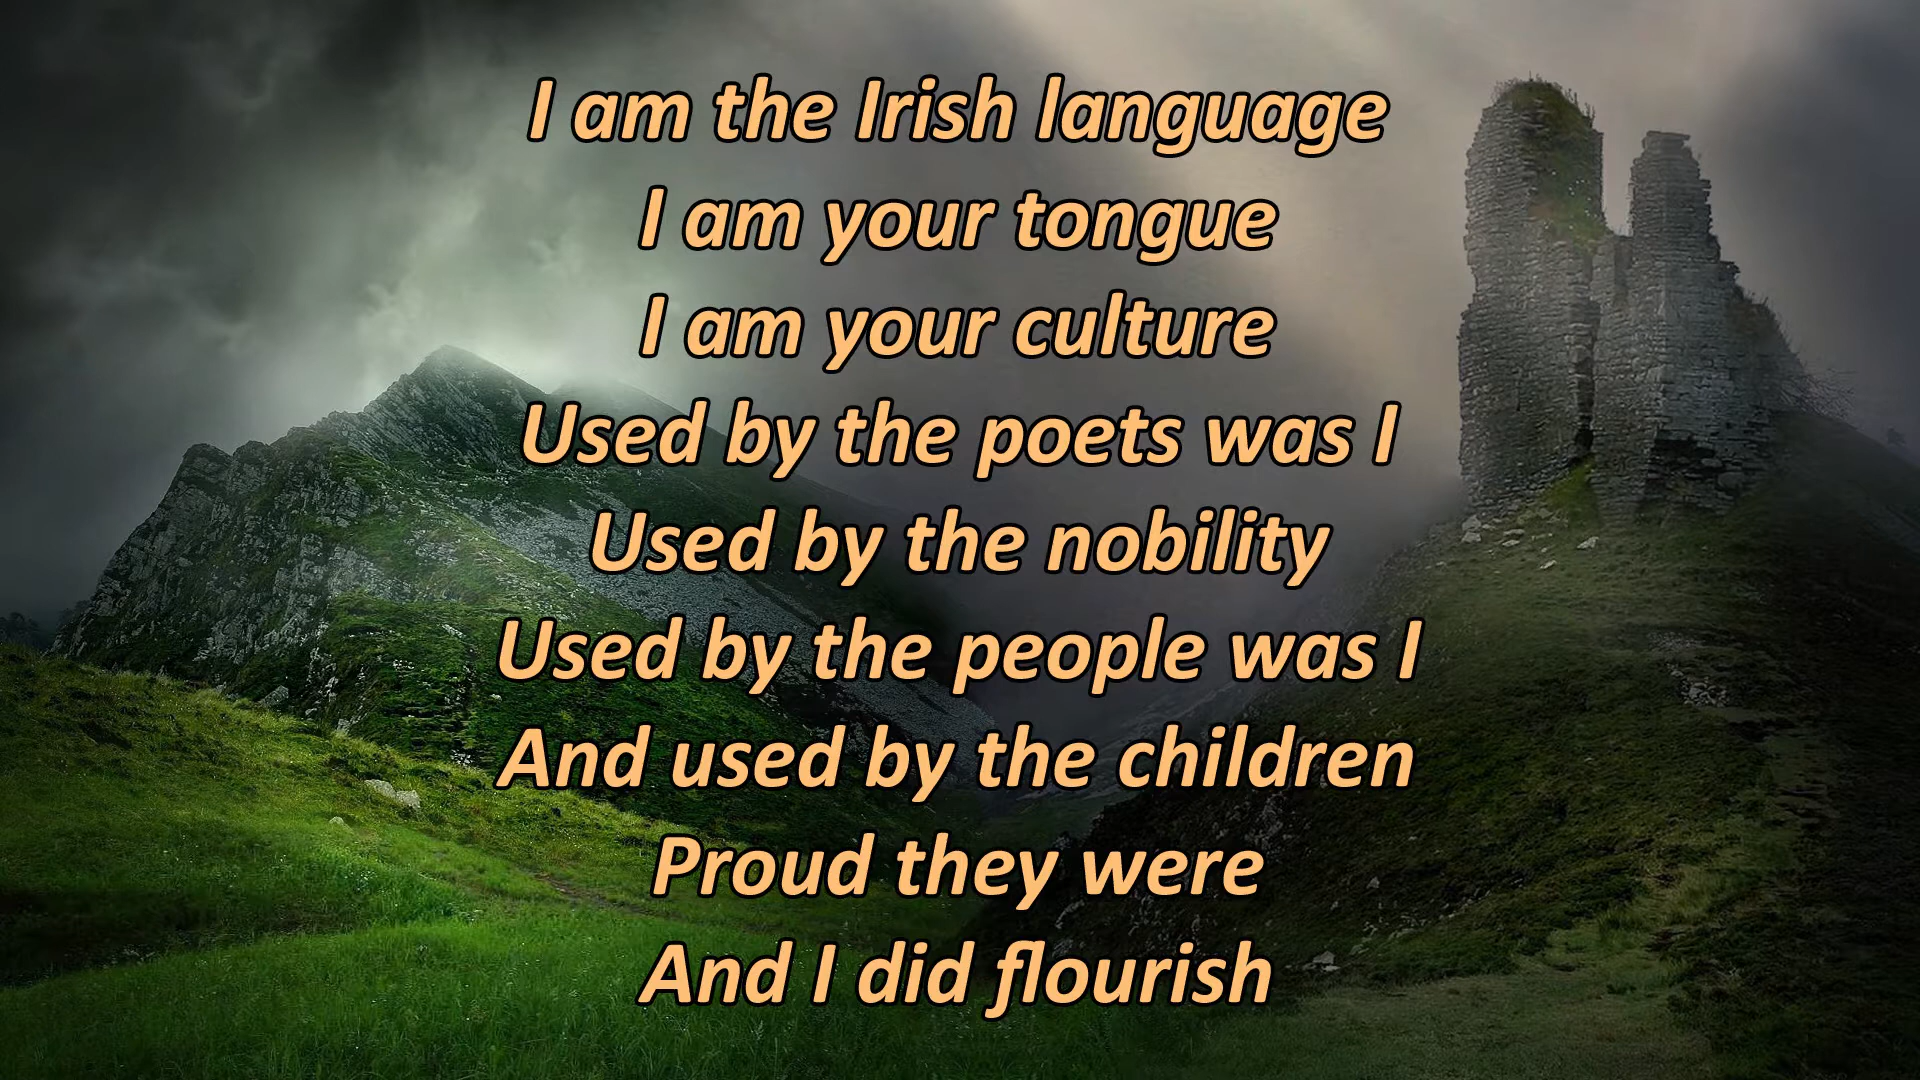 I am the Irish language
I am your tongue
I am your culture
Used by the poets was I
Used by the nobility
Used by the people was I
And used by the children
Proud they were
And I did flourish